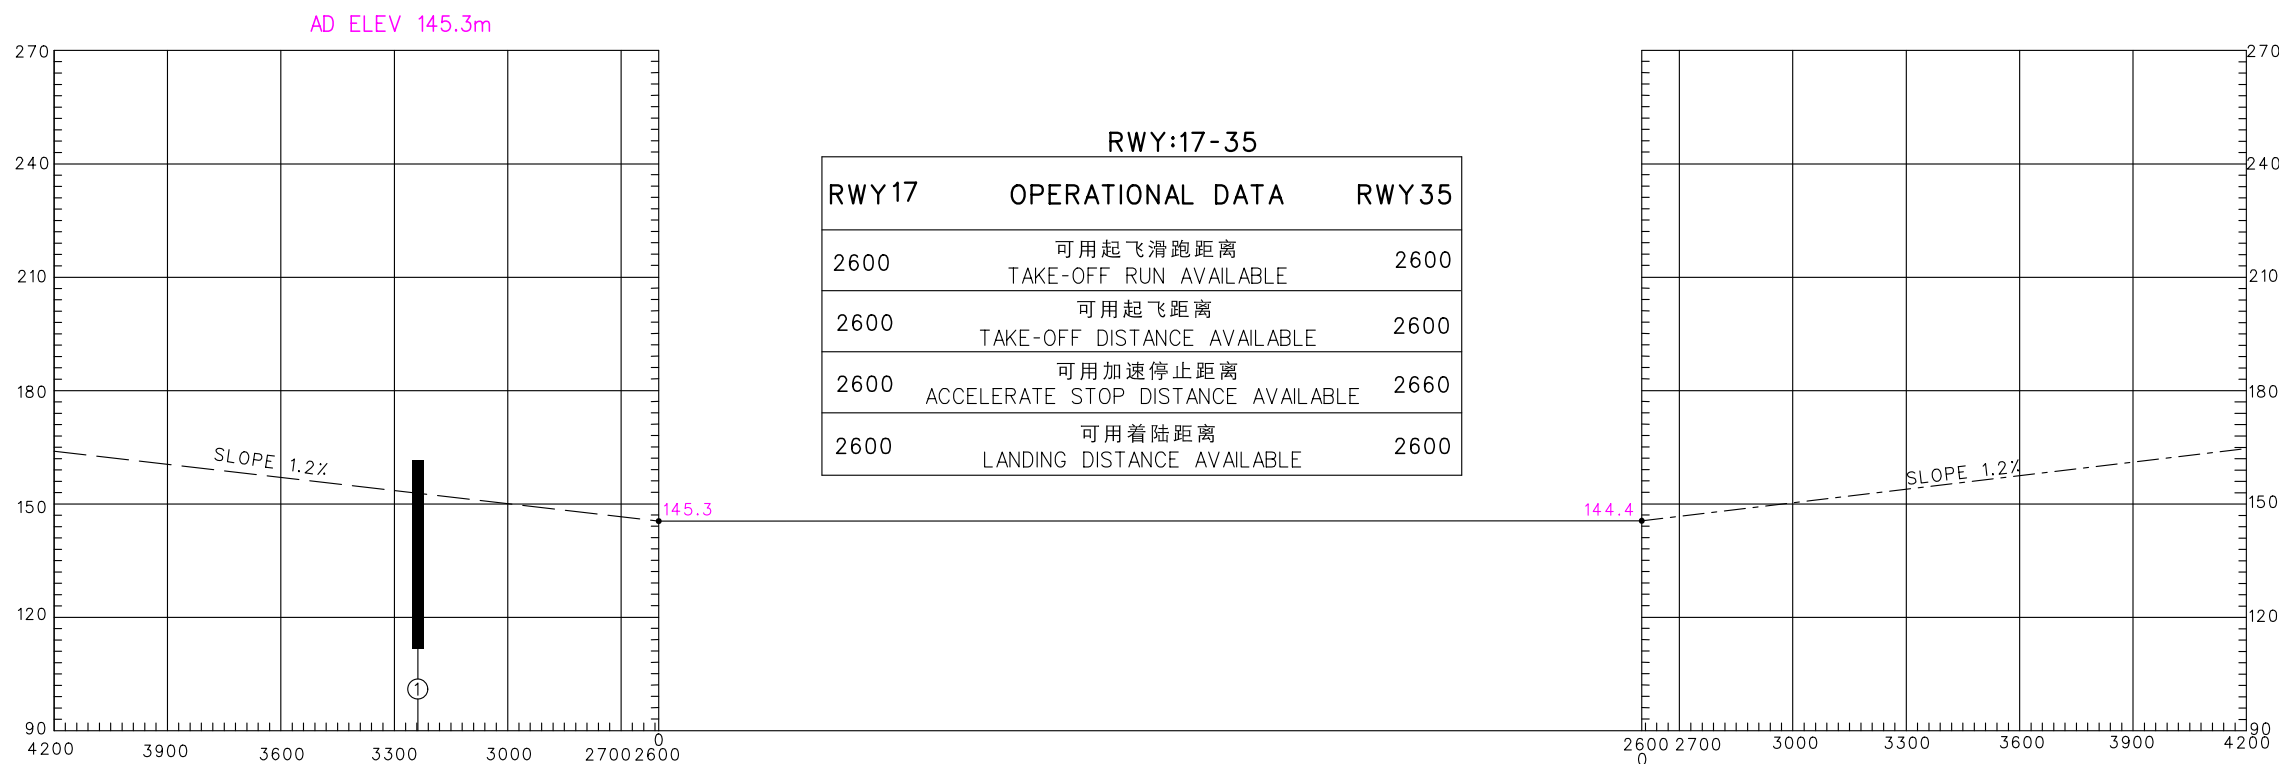 AD ELEV 145.3m
270
240
210
180
150
120
90
4200
3900
3600
3300
3000
2700
2600
0
SLOPE 1.2%
1
145.3
RWY:17-35
RWY17 OPERATIONAL DATA RWY35
可用起飞滑跑距离
2600 TAKE-OFF RUN AVAILABLE 2600
可用起飞距离
2600 TAKE-OFF DISTANCE AVAILABLE 2600
可用加速停止距离
2600 ACCELERATE STOP DISTANCE AVAILABLE 2660
可用着陆距离
2600 LANDING DISTANCE AVAILABLE 2600
144.4
SLOPE 1.2%
270
240
210
180
150
120
90
2600
0
2700
3000
3300
3600
3900
4200